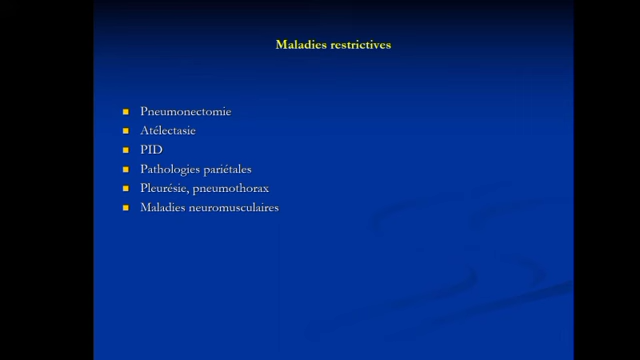 Maladies restrictives
Pneumonectomie
Atélectasie
PID
Pathologies pariétales
Pleurésie, pneumothorax
Maladies neuromusculaires